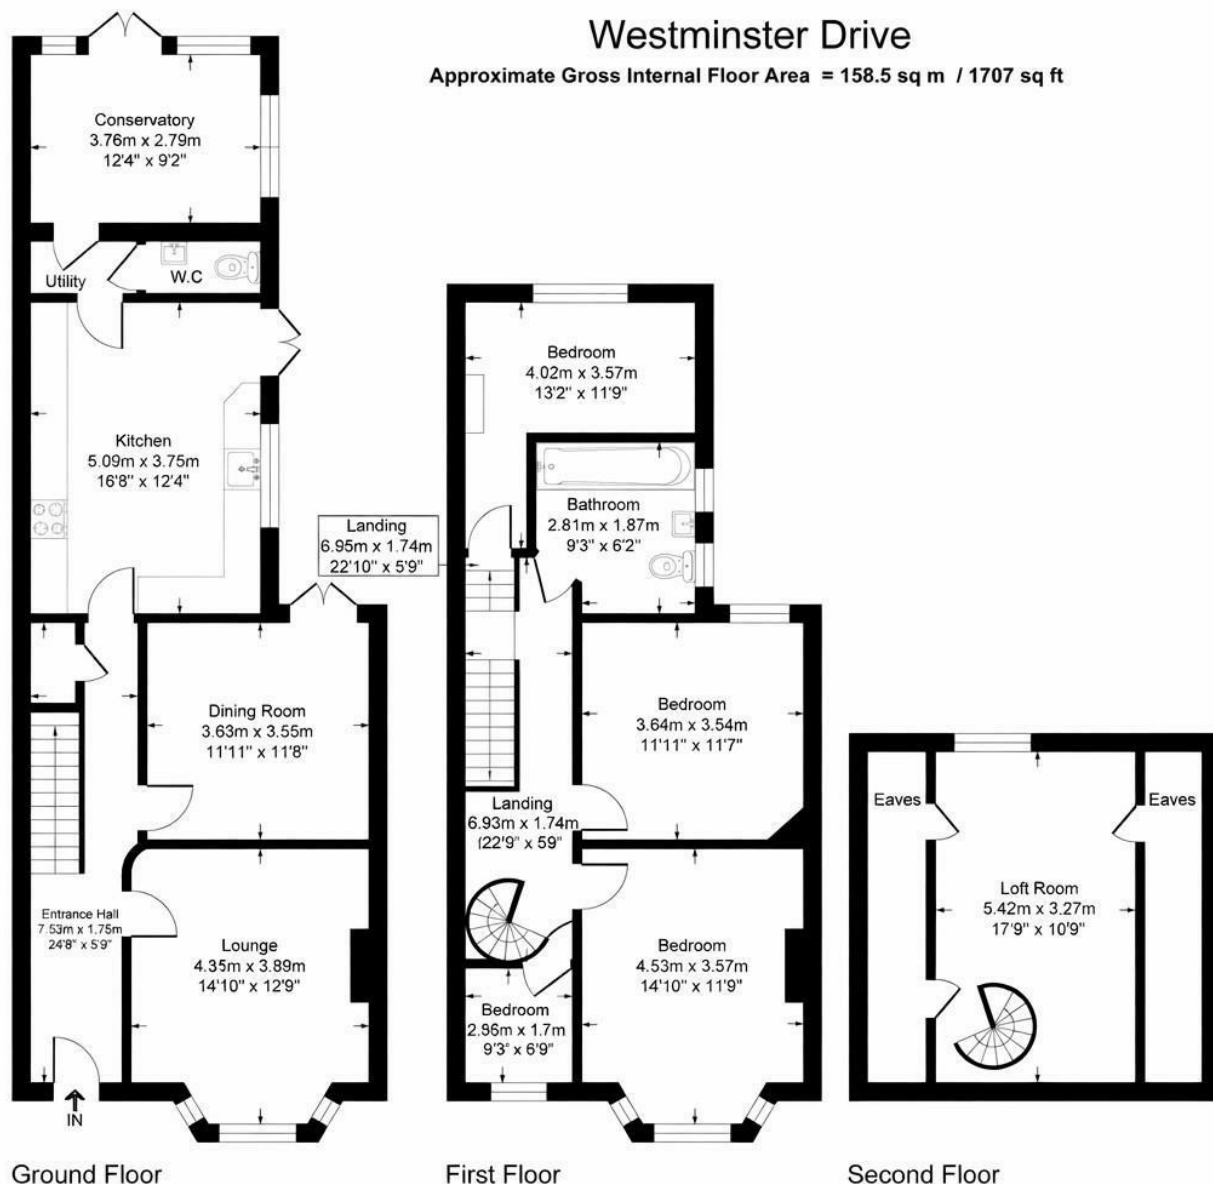 Westminster Drive
Approximate Gross Internal Floor Area = 158.5 sq m / 1707 sq ft
Conservatory
3.76m x 2.79m
12'4" x 9'2"
Utility
W.C
Kitchen
5.09m x 3.75m
16'8" x 12'4"
Dining Room
3.63m x 3.55m
11'11" x 11'8"
Entrance Hall
7.53m x 1.75m
24'8" x 5'9"
Lounge
4.35m x 3.89m
14'10" x 12'9"
IN
Ground Floor
Bedroom
4.02m x 3.57m
13'2" x 11'9"
Bathroom
2.81m x 1.87m
9'3" x 6'2"
Landing
6.95m x 1.74m
22'10" x 5'9"
Bedroom
3.64m x 3.54m
11'11" x 11'7"
Landing
6.93m x 1.74m
(22'9" x 59"
Bedroom
4.53m x 3.57m
14'10" x 11'9"
Bedroom
2.96m x 1.7m
9'3" x 6'9"
First Floor
Eaves
Eaves
Loft Room
5.42m x 3.27m
17'9" x 10'9"
Second Floor